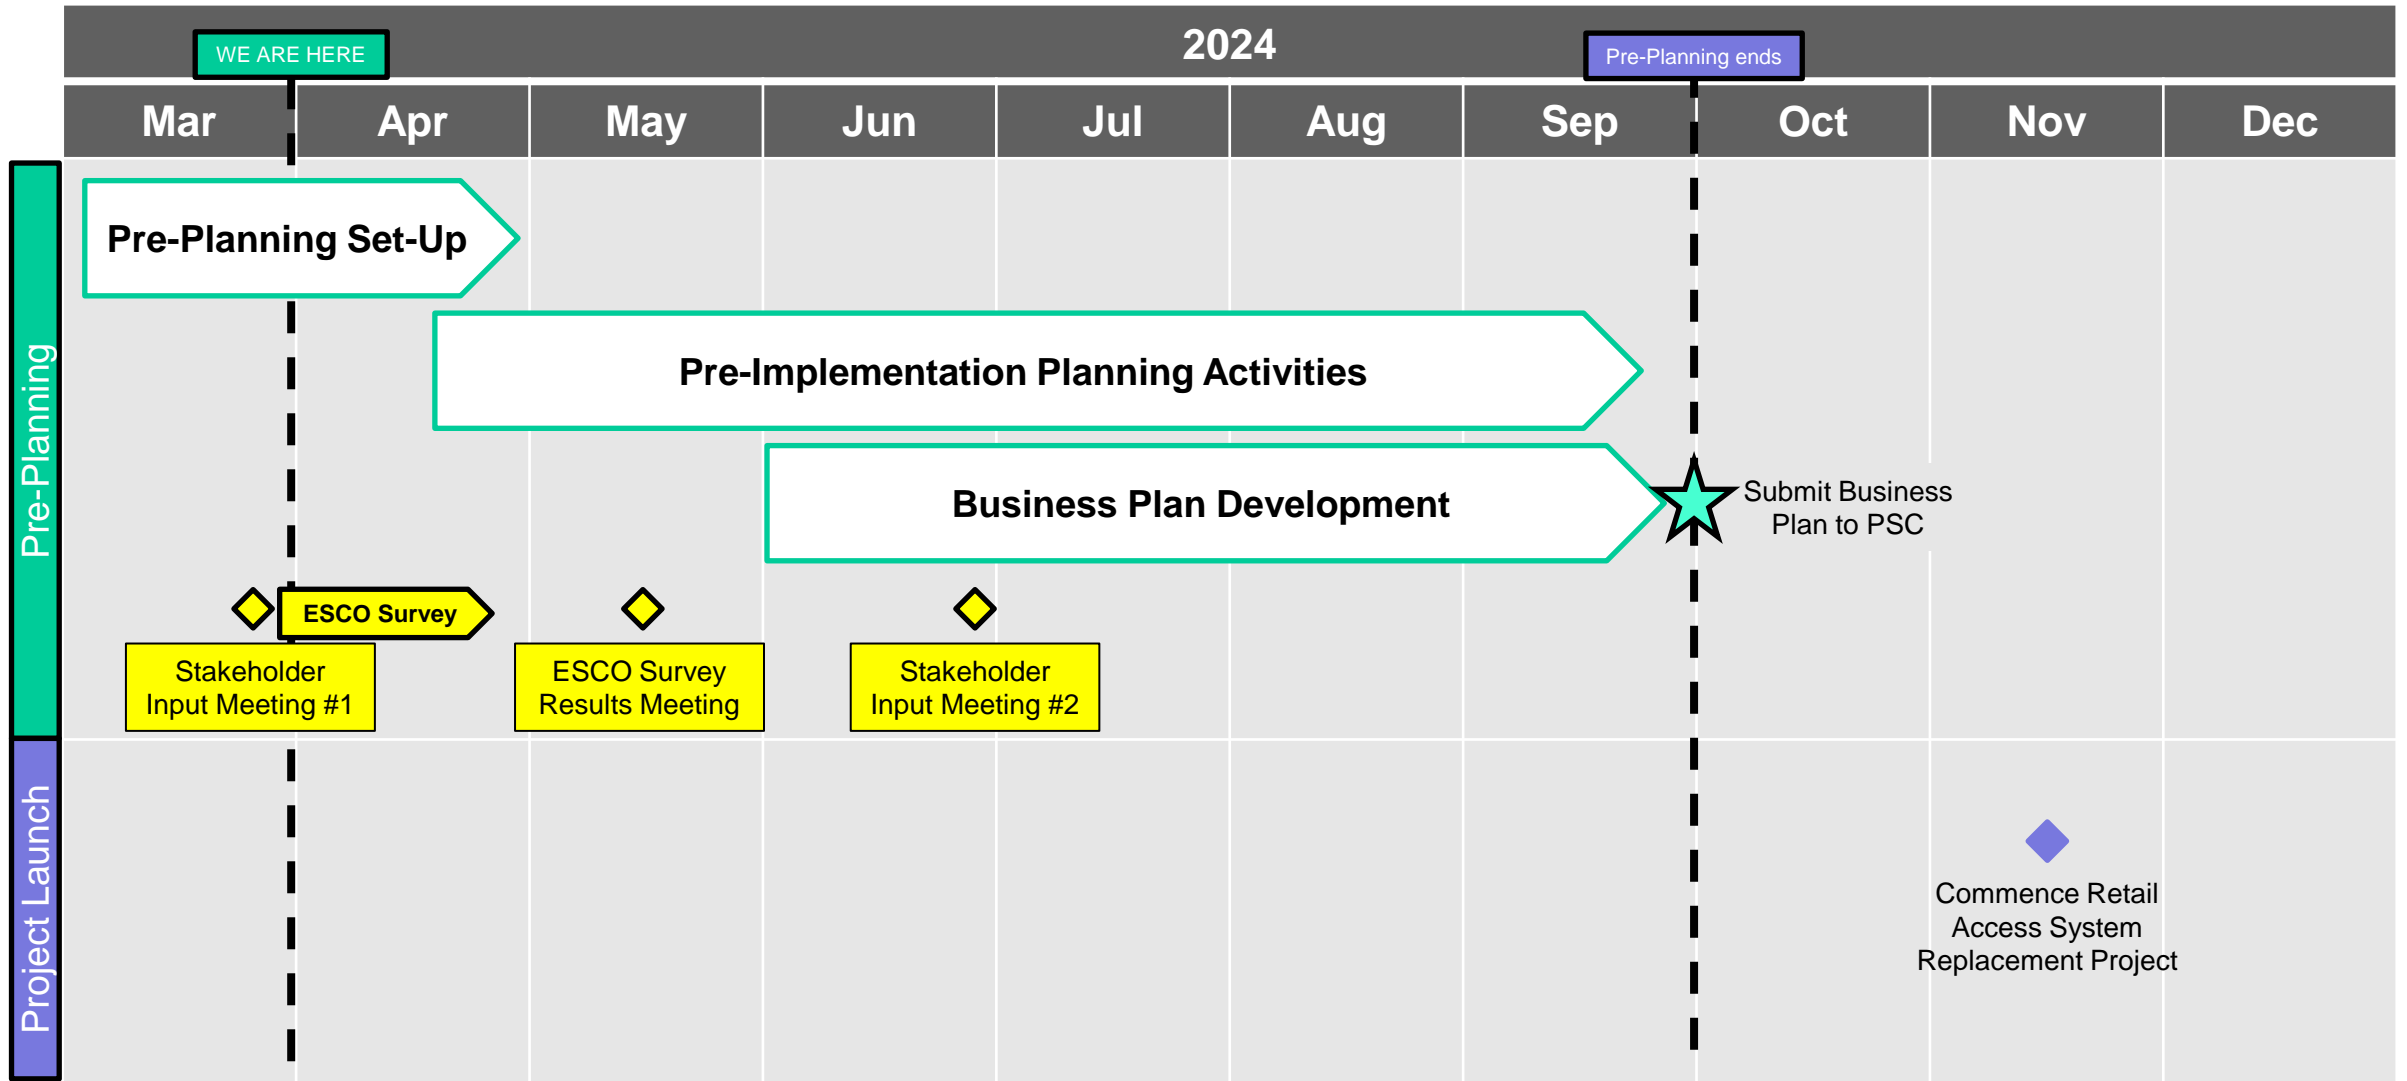 2024
WE ARE HERE
Pre-Planning ends
Mar
Apr
May
Jun
Jul
Aug
Sep
Oct
Nov
Dec
Pre-Planning
Pre-Planning Set-Up
Pre-Implementation Planning Activities
Business Plan Development
Submit Business
Plan to PSC
ESCO Survey
Stakeholder
Input Meeting #1
ESCO Survey
Results Meeting
Stakeholder
Input Meeting #2
Project Launch
Commence Retail
Access System
Replacement Project